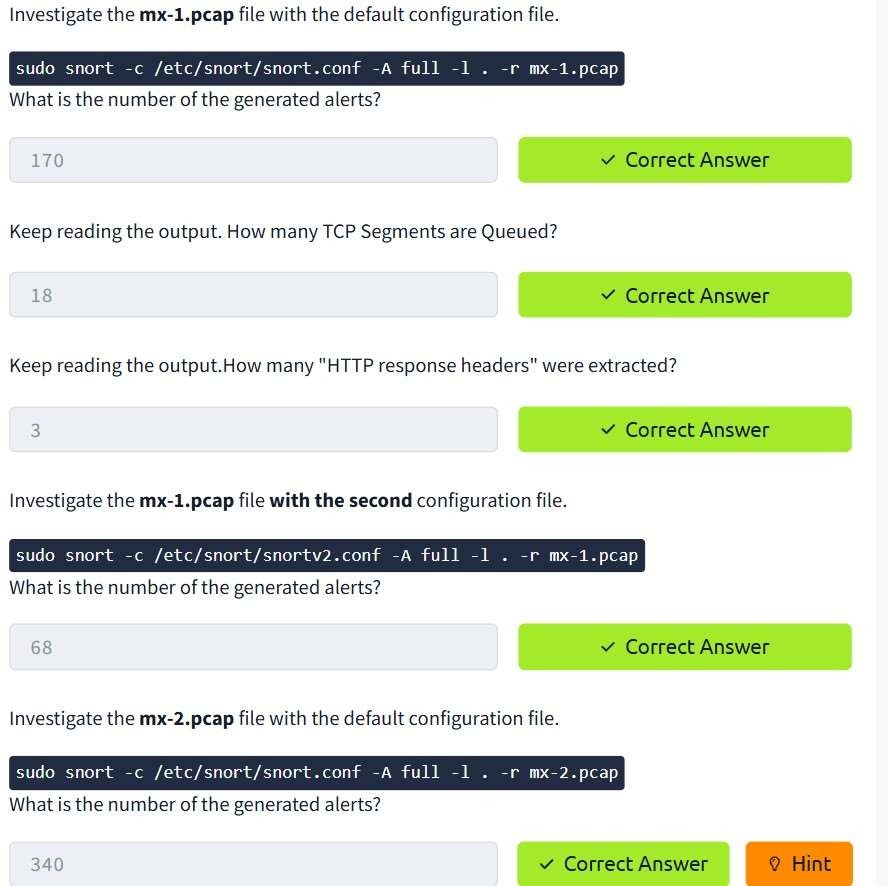 Investigate the mx-1.pcap file with the default configuration file.
sudo snort -c /etc/snort/snort.conf -A full -l . -r mx-1.pcap
What is the number of the generated alerts?
170
✓ Correct Answer
Keep reading the output. How many TCP Segments are Queued?
18
✓ Correct Answer
Keep reading the output.How many "HTTP response headers" were extracted?
3
✓ Correct Answer
Investigate the mx-1.pcap file with the second configuration file.
sudo snort -c /etc/snort/snortv2.conf -A full -l . -r mx-1.pcap
What is the number of the generated alerts?
68
✓ Correct Answer
Investigate the mx-2.pcap file with the default configuration file.
sudo snort -c /etc/snort/snort.conf -A full -l . -r mx-2.pcap
What is the number of the generated alerts?
340
✓ Correct Answer
Hint